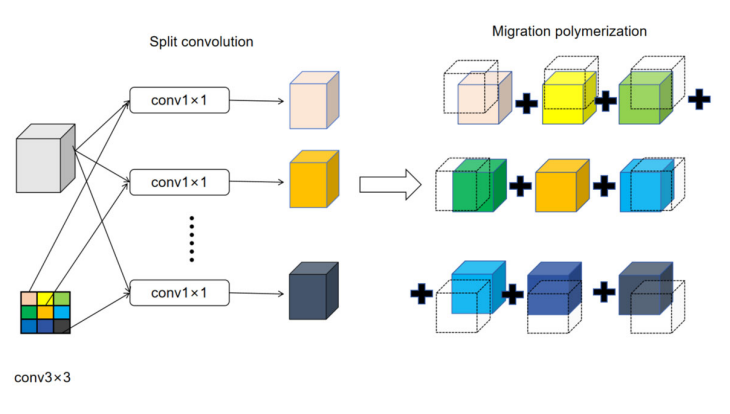 Split convolution
Migration polymerization
conv1×1
conv1×1
conv1×1
conv3×3